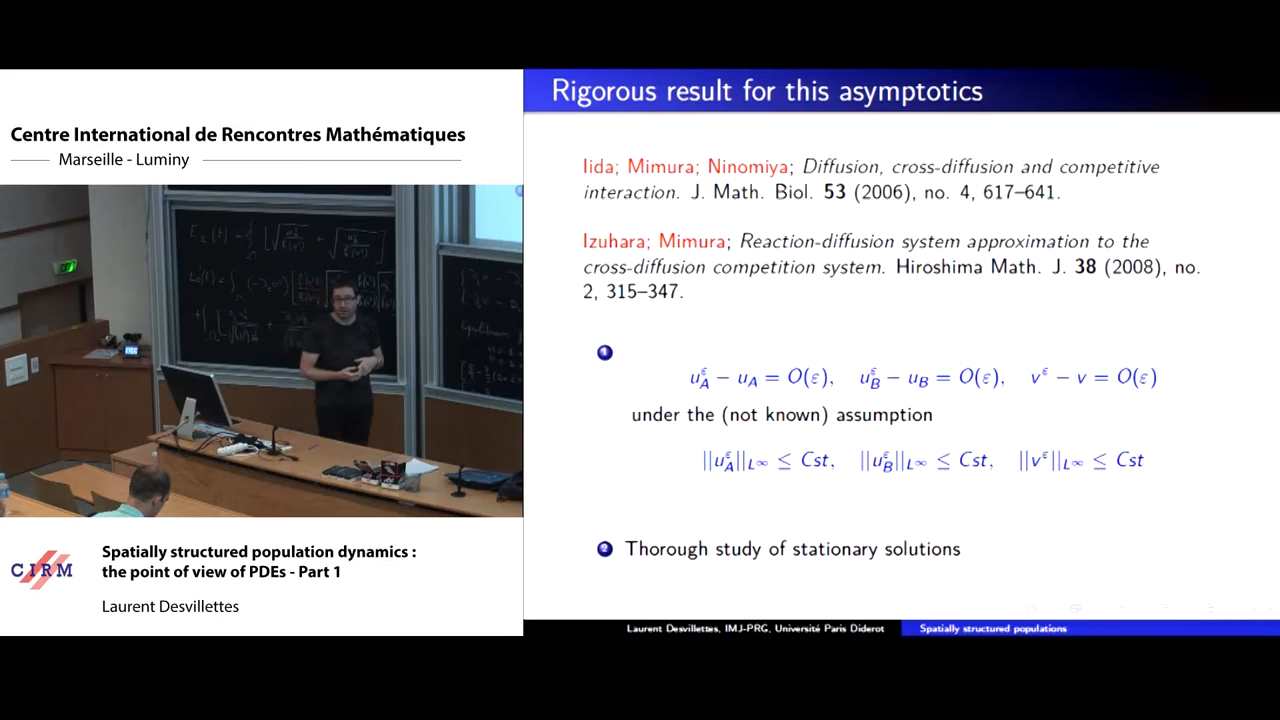 Centre International de Rencontres Mathématiques
Marseille - Luminy
CIRM
Spatially structured population dynamics :
the point of view of PDEs - Part 1
Laurent Desvillettes
Rigorous result for this asymptotics
Iida; Mimura; Ninomiya; Diffusion, cross-diffusion and competitive
interaction. J. Math. Biol. 53 (2006), no. 4, 617–641.
Izuhara; Mimura; Reaction-diffusion system approximation to the
cross-diffusion competition system. Hiroshima Math. J. 38 (2008), no.
2, 315–347.
1
u_A^ε − u_A = O(ε), u_B^ε − u_B = O(ε), v^ε − v = O(ε)
under the (not known) assumption
||u_A^ε||_{L^∞} ≤ Cst, ||u_B^ε||_{L^∞} ≤ Cst, ||v^ε||_{L^∞} ≤ Cst
2 Thorough study of stationary solutions
Laurent Desvillettes, IMJ-PRG, Université Paris Diderot Spatially structured populations